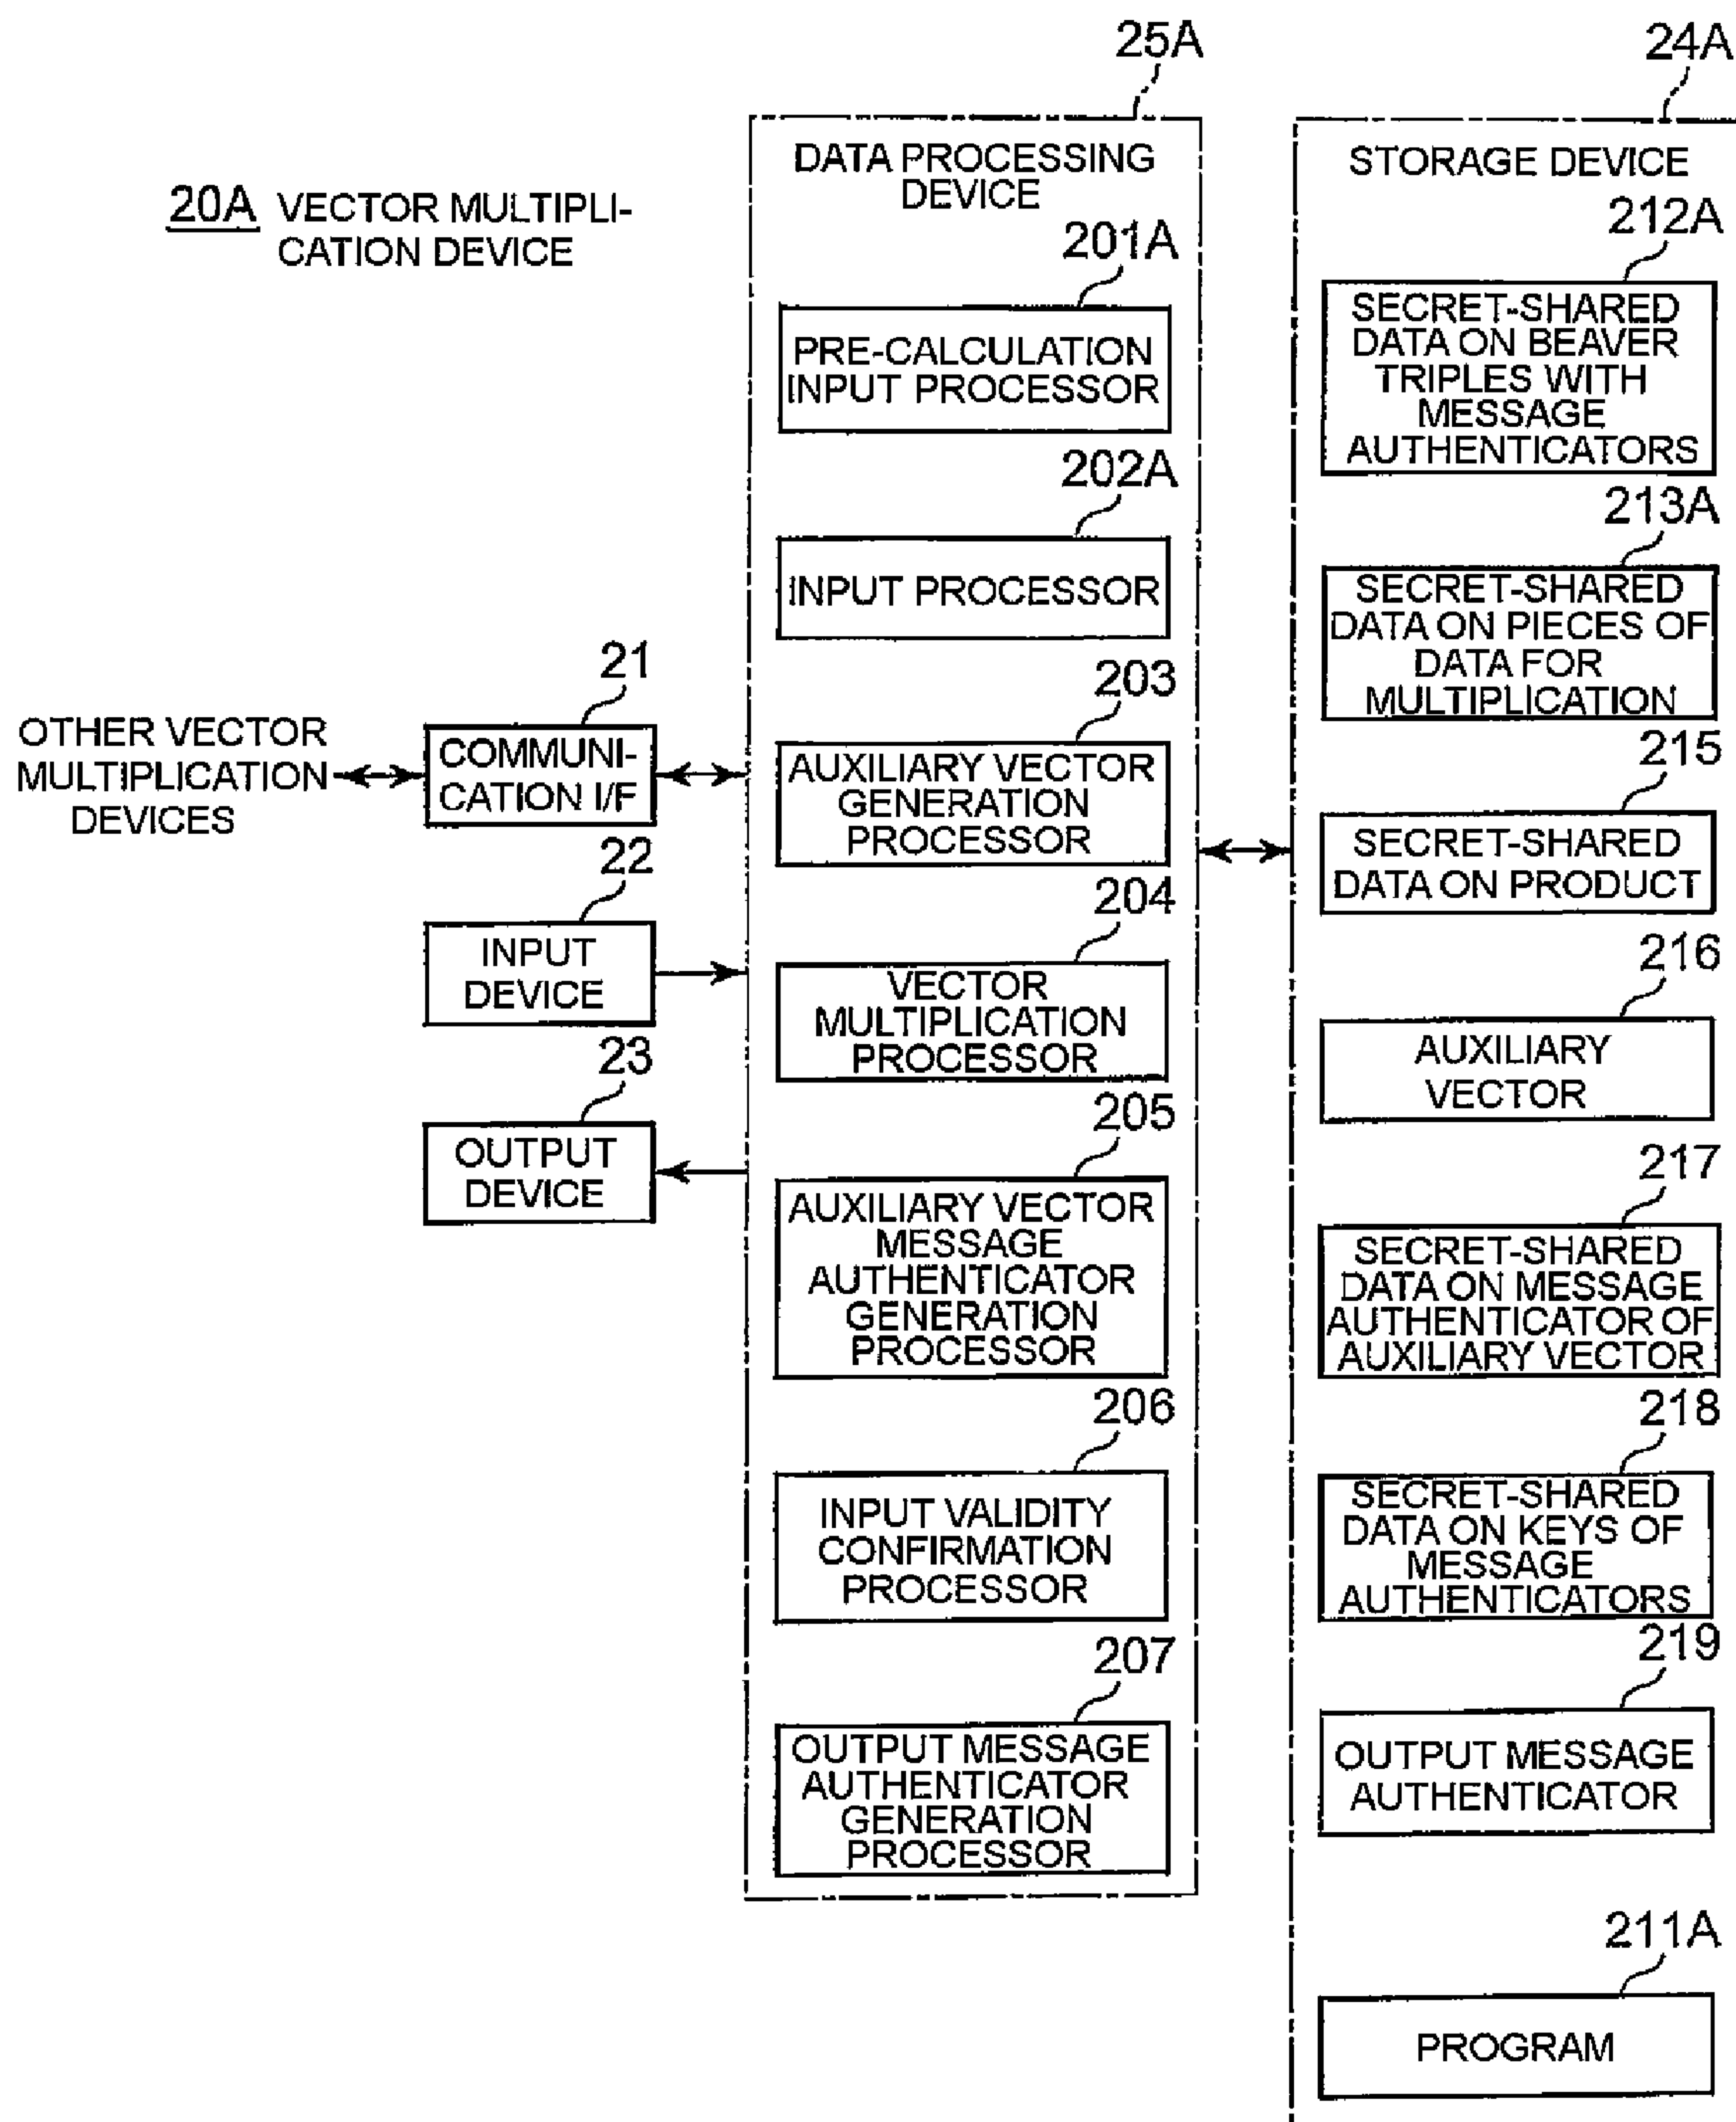 20A VECTOR MULTIPLI-
CATION DEVICE
OTHER VECTOR
MULTIPLICATION
DEVICES
21
COMMUNI-
CATION I/F
22
INPUT
DEVICE
23
OUTPUT
DEVICE
25A
DATA PROCESSING
DEVICE
201A
PRE-CALCULATION
INPUT PROCESSOR
202A
INPUT PROCESSOR
203
AUXILIARY VECTOR
GENERATION
PROCESSOR
204
VECTOR
MULTIPLICATION
PROCESSOR
205
AUXILIARY VECTOR
MESSAGE
AUTHENTICATOR
GENERATION
PROCESSOR
206
INPUT VALIDITY
CONFIRMATION
PROCESSOR
207
OUTPUT MESSAGE
AUTHENTICATOR
GENERATION
PROCESSOR
24A
STORAGE DEVICE
212A
SECRET-SHARED
DATA ON BEAVER
TRIPLES WITH
MESSAGE
AUTHENTICATORS
213A
SECRET-SHARED
DATA ON PIECES OF
DATA FOR
MULTIPLICATION
215
SECRET-SHARED
DATA ON PRODUCT
216
AUXILIARY
VECTOR
217
SECRET-SHARED
DATA ON MESSAGE
AUTHENTICATOR OF
AUXILIARY VECTOR
218
SECRET-SHARED
DATA ON KEYS OF
MESSAGE
AUTHENTICATORS
219
OUTPUT MESSAGE
AUTHENTICATOR
211A
PROGRAM